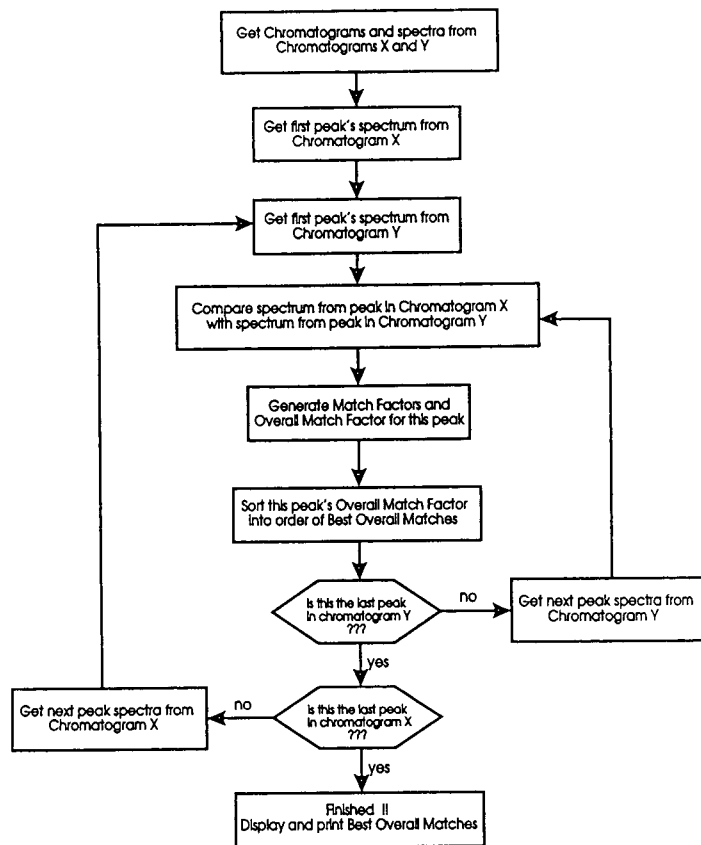 Get Chromatograms and spectra from
Chromatograms X and Y
Get first peak's spectrum from
Chromatogram X
Get first peak's spectrum from
Chromatogram Y
Compare spectrum from peak in Chromatogram X
with spectrum from peak in Chromatogram Y
Generate Match Factors and
Overall Match Factor for this peak
Sort this peak's Overall Match Factor
into order of Best Overall Matches
Is this the last peak
in chromatogram Y
???
no
Get next peak spectra from
Chromatogram Y
yes
Is this the last peak
in chromatogram X
???
no
Get next peak spectra from
Chromatogram X
yes
Finished !!
Display and print Best Overall Matches